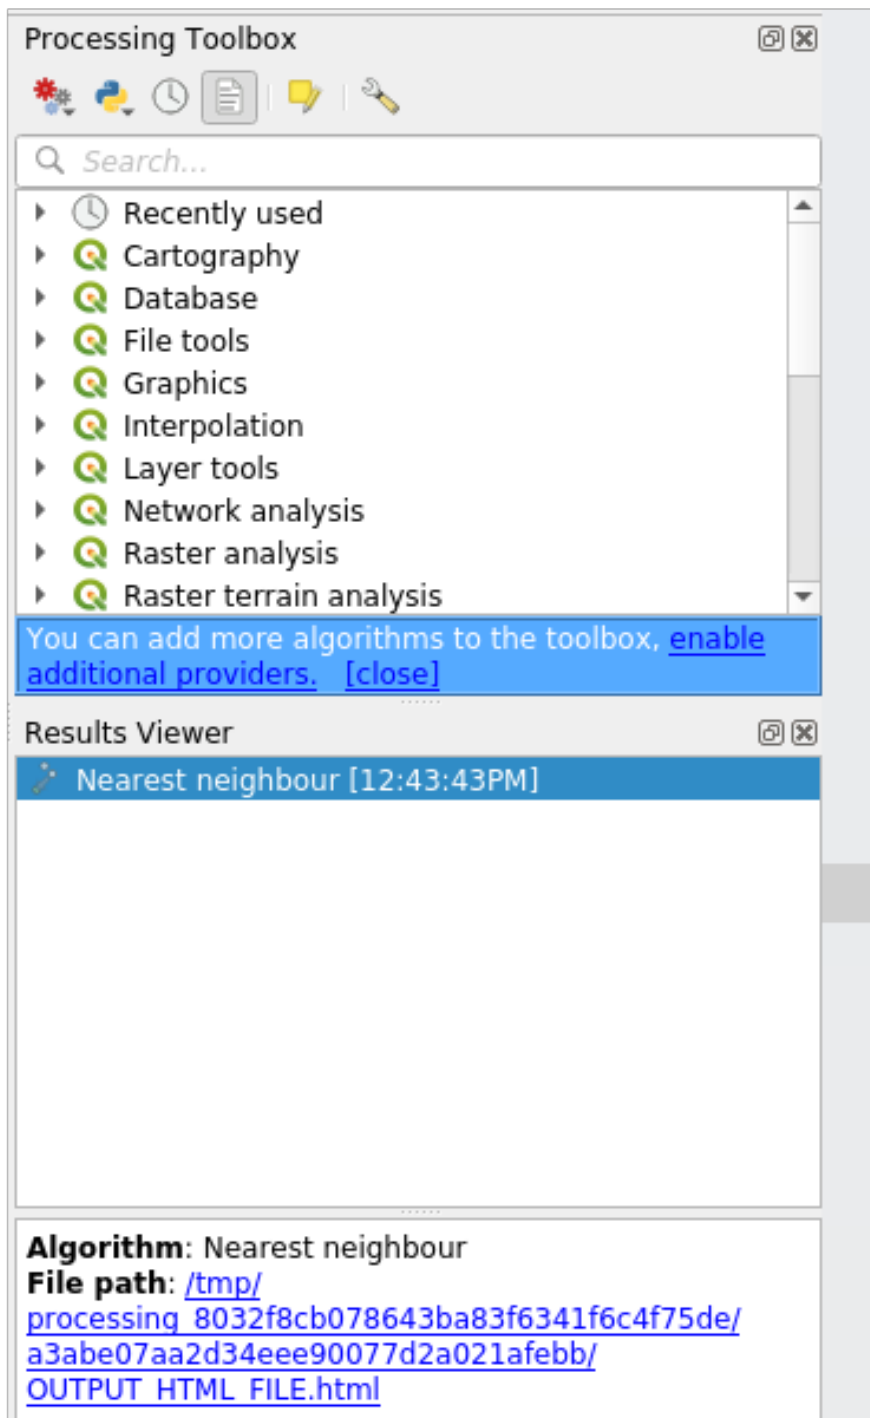 Processing Toolbox
Search...
Recently used
Cartography
Database
File tools
Graphics
Interpolation
Layer tools
Network analysis
Raster analysis
Raster terrain analysis
You can add more algorithms to the toolbox, enable
additional providers. [close]
Results Viewer
Nearest neighbour [12:43:43PM]
Algorithm: Nearest neighbour
File path: /tmp/
processing_8032f8cb078643ba83f6341f6c4f75de/
a3abe07aa2d34eee90077d2a021afebb/
OUTPUT_HTML_FILE.html